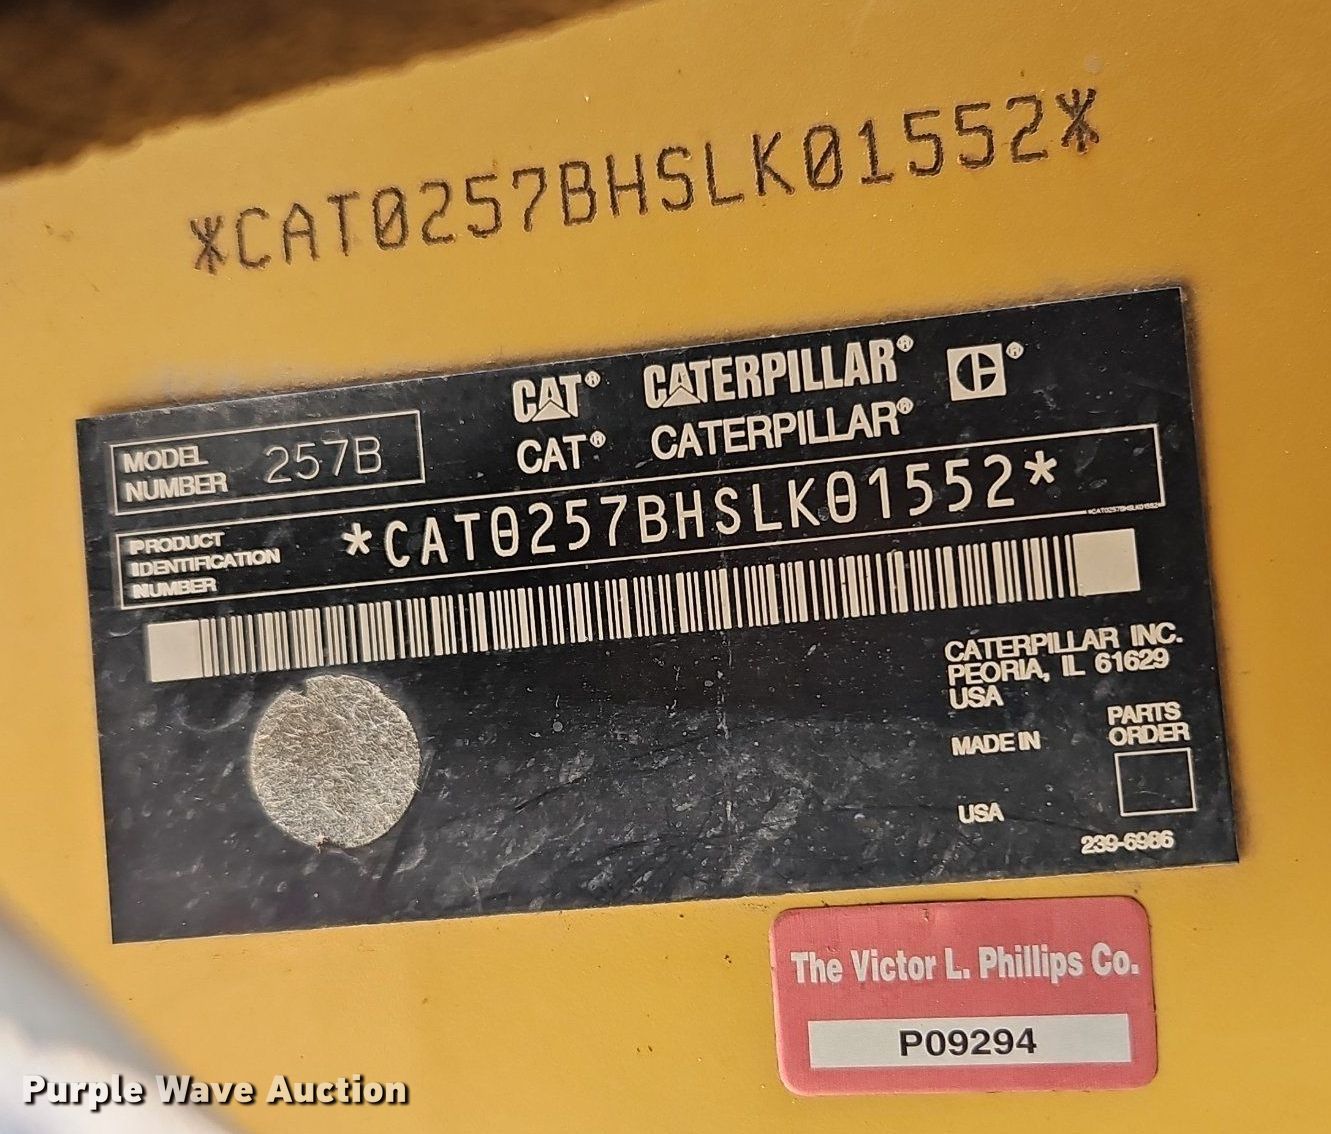 *CAT0257BHSLK01552*
CAT® CATERPILLAR®
CAT® CATERPILLAR®
MODEL NUMBER 257B
PRODUCT IDENTIFICATION NUMBER *CAT0257BHSLK01552*
*CAT0257BHSLK01552*
CATERPILLAR INC.
PEORIA, IL 61629
USA
MADE IN
USA
PARTS
ORDER
239-6986
The Victor L. Phillips Co.
P09294
Purple Wave Auction